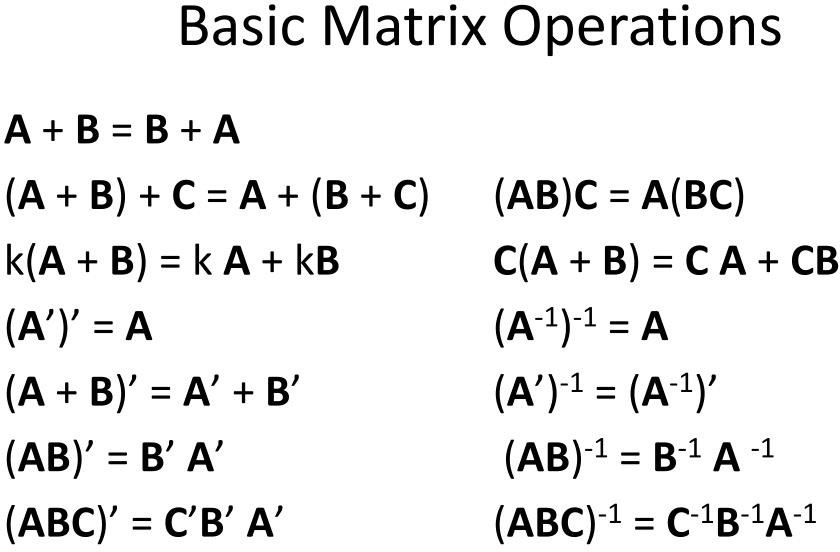 Basic Matrix Operations
A + B = B + A
(A + B) + C = A + (B + C) (AB)C = A(BC)
k(A + B) = k A + kB C(A + B) = C A + CB
(A’)’ = A (A⁻¹)⁻¹ = A
(A + B)’ = A’ + B’ (A’)⁻¹ = (A⁻¹)’
(AB)’ = B’ A’ (AB)⁻¹ = B⁻¹ A ⁻¹
(ABC)’ = C’B’ A’ (ABC)⁻¹ = C⁻¹B⁻¹A⁻¹